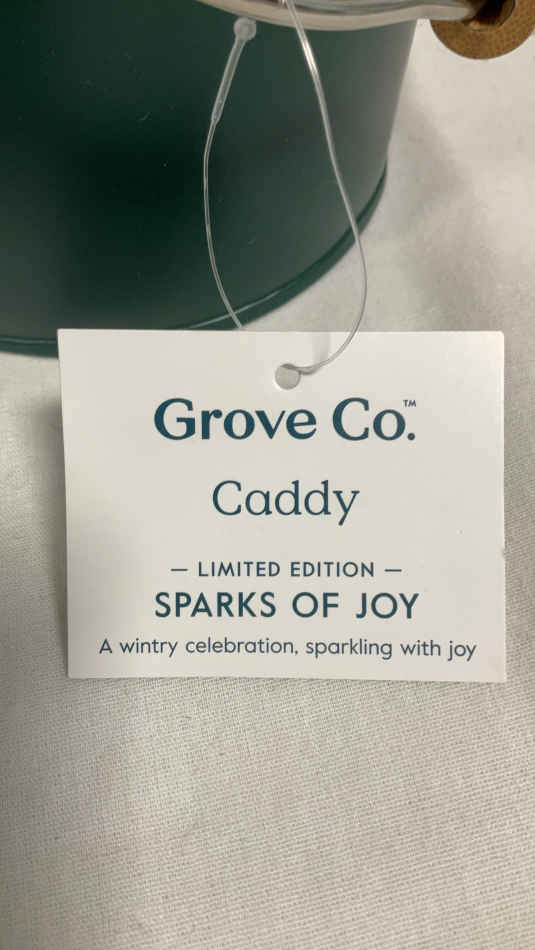 Grove Co.™
Caddy
— LIMITED EDITION —
SPARKS OF JOY
A wintry celebration, sparkling with joy